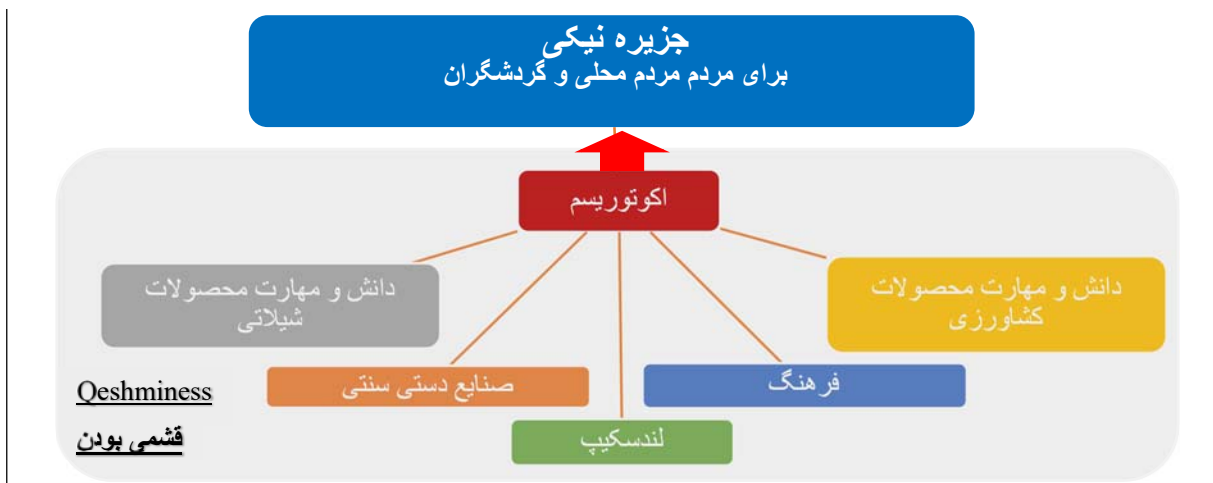 جزیره نیکی
برای مردم مردم محلی و گردشگران
اکوتوریسم
دانش و مهارت محصولات
کشاورزی
دانش و مهارت محصولات
شیلاتی
فرهنگ
صنایع دستی سنتی
لندسکیپ
Qeshminess
قشمی بودن